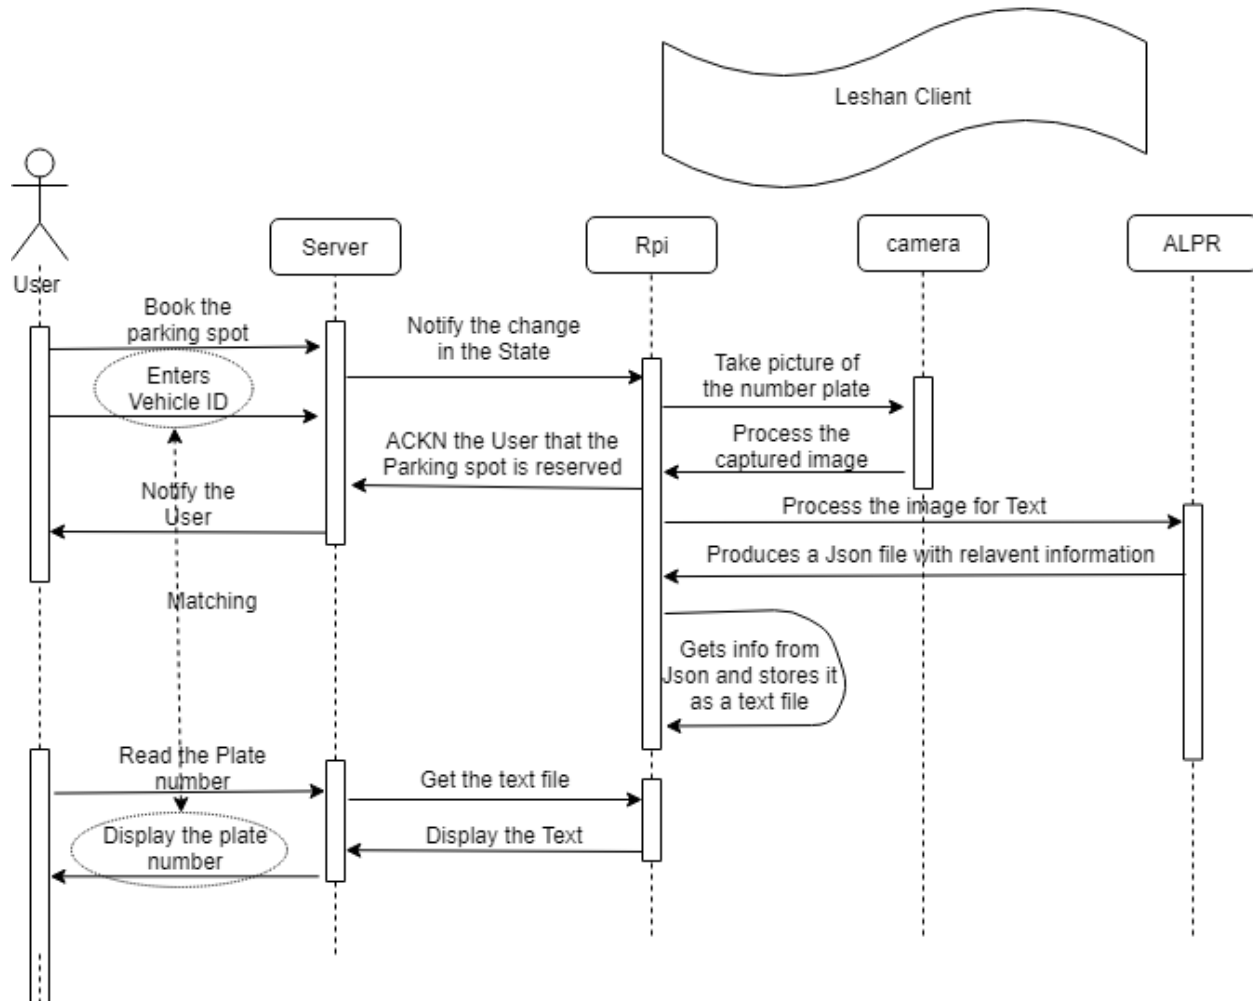 Leshan Client
User
Server
Rpi
camera
ALPR
Book the
parking spot
Enters
Vehicle ID
Notify the change
in the State
Take picture of
the number plate
Process the
captured image
ACKN the User that the
Parking spot is reserved
Notify the
User
Process the image for Text
Produces a Json file with relavent information
Matching
Gets info from
Json and stores it
as a text file
Read the Plate
number
Get the text file
Display the Text
Display the plate
number